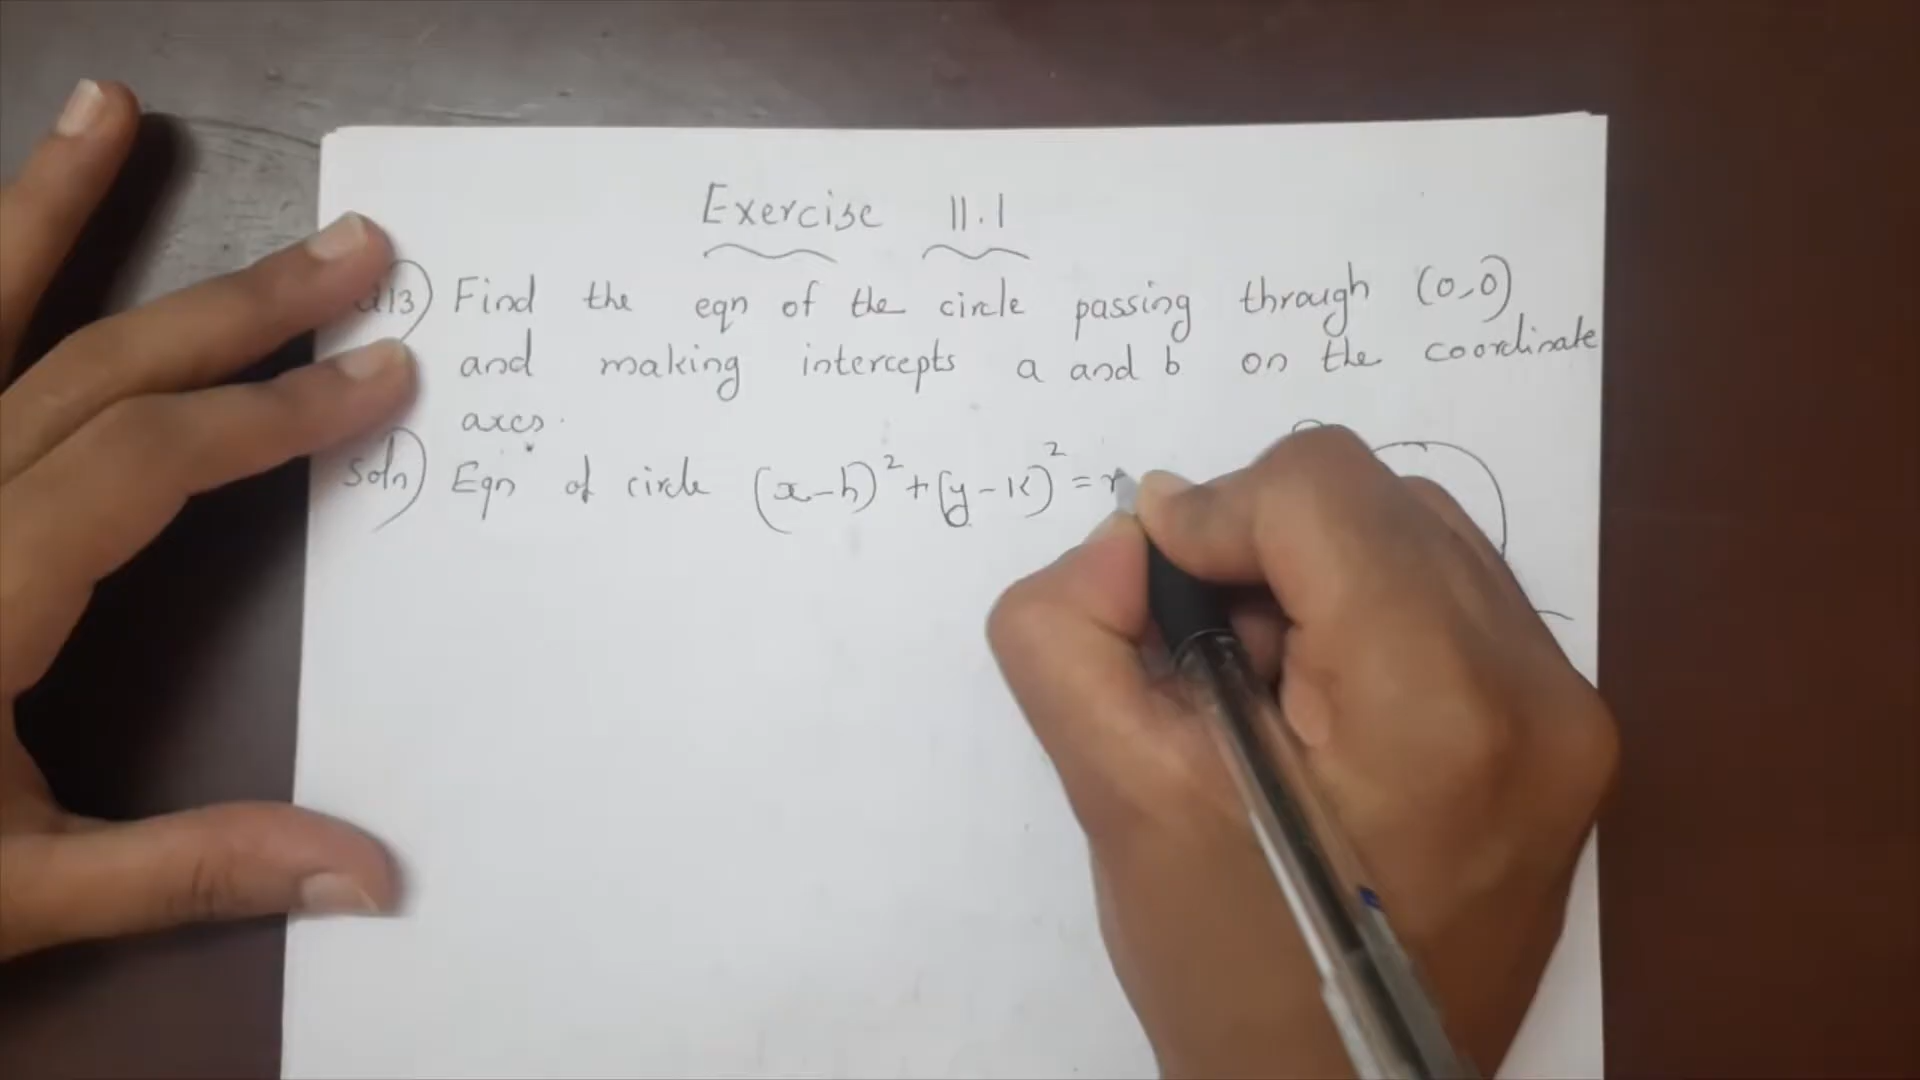 Exercise 11.1
Q13) Find the eqn of the circle passing through (0,0)
and making intercepts a and b on the coordinate
axes.
Soln) Eqn of circle (x-h)² + (y-k)² = r